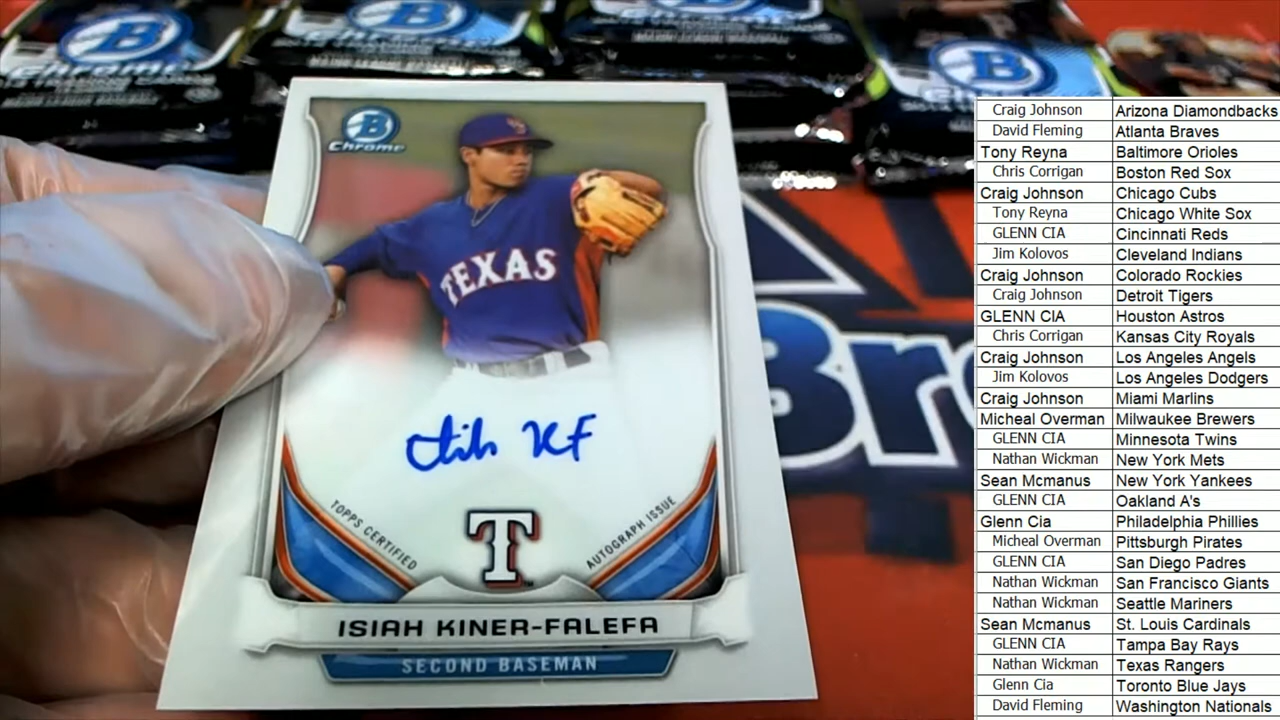 B
Chrome
B
B
Chrome
TEXAS
Isiah KF
TOPPS CERTIFIED
AUTOGRAPH ISSUE
T
ISIAH KINER-FALEFA
SECOND BASEMAN
Br
Craig Johnson Arizona Diamondbacks
David Fleming Atlanta Braves
Tony Reyna Baltimore Orioles
Chris Corrigan Boston Red Sox
Craig Johnson Chicago Cubs
Tony Reyna Chicago White Sox
GLENN CIA Cincinnati Reds
Jim Kolovos Cleveland Indians
Craig Johnson Colorado Rockies
Craig Johnson Detroit Tigers
GLENN CIA Houston Astros
Chris Corrigan Kansas City Royals
Craig Johnson Los Angeles Angels
Jim Kolovos Los Angeles Dodgers
Craig Johnson Miami Marlins
Micheal Overman Milwaukee Brewers
GLENN CIA Minnesota Twins
Nathan Wickman New York Mets
Sean Mcmanus New York Yankees
GLENN CIA Oakland A's
Glenn Cia Philadelphia Phillies
Micheal Overman Pittsburgh Pirates
GLENN CIA San Diego Padres
Nathan Wickman San Francisco Giants
Nathan Wickman Seattle Mariners
Sean Mcmanus St. Louis Cardinals
GLENN CIA Tampa Bay Rays
Nathan Wickman Texas Rangers
Glenn Cia Toronto Blue Jays
David Fleming Washington Nationals